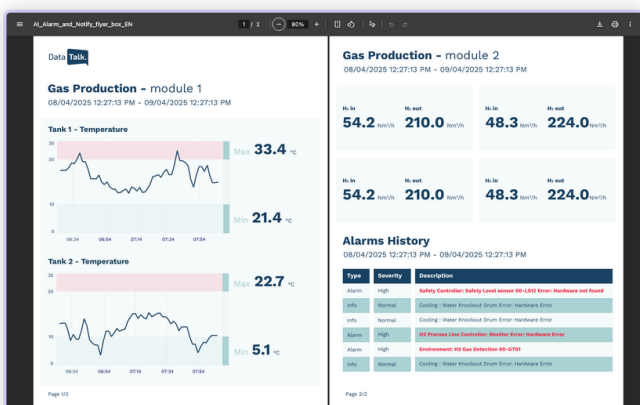 AI_Alarm_and_Notify_flyer_box_EN
1 / 2
80%
Data Talk.
Gas Production - module 1
08/04/2025 12:27:13 PM - 09/04/2025 12:27:13 PM
Tank 1 - Temperature
25
20
10
0
Max 33.4 °C
Min 21.4 °C
06:34 06:54 07:14 07:34 07:54
Tank 2 - Temperature
25
20
10
0
Max 22.7 °C
Min 5.1 °C
06:34 06:54 07:14 07:34 07:54
Page 1/2
Gas Production - module 2
08/04/2025 12:27:13 PM - 09/04/2025 12:27:13 PM
H₂ in H₂ out H₂ in H₂ out
54.2 Nm³/h 210.0 Nm³/h 48.3 Nm³/h 224.0 Nm³/h
H₂ in H₂ out H₂ in H₂ out
54.2 Nm³/h 210.0 Nm³/h 48.3 Nm³/h 224.0 Nm³/h
Alarms History
08/04/2025 12:27:13 PM - 09/04/2025 12:27:13 PM
Type Severity Description
Alarm High Safety Controller: Safety Level sensor 00-LS12 Error: Hardware not found
Info Normal Cooling : Water Knockout Drum Error: Hardware Error
Info Normal Cooling : Water Knockout Drum Error: Hardware Error
Alarm High H2 Process Line Controller: Monitor Error: Hardware Error
Alarm High Environment: H2 Gas Detection 00-GT01
Info Normal Cooling : Water Knockout Drum Error: Hardware Error
Page 2/2